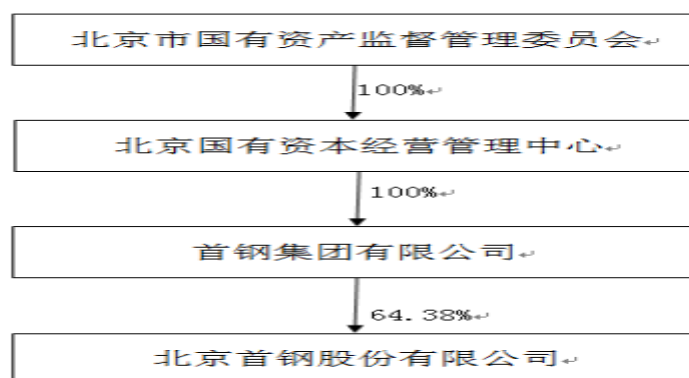 北京市国有资产监督管理委员会
100%
北京国有资本经营管理中心
100%
首钢集团有限公司
64.38%
北京首钢股份有限公司